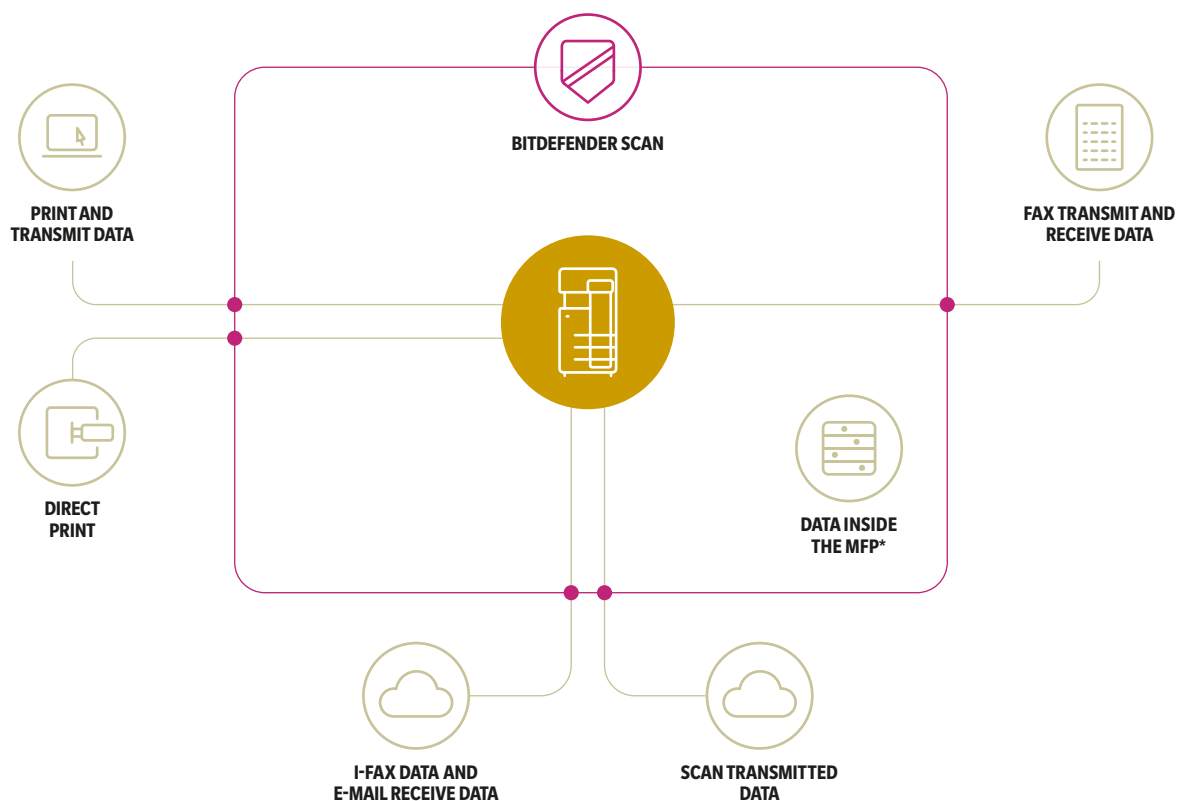 BITDEFENDER SCAN
PRINT AND
TRANSMIT DATA
FAX TRANSMIT AND
RECEIVE DATA
DIRECT
PRINT
DATA INSIDE
THE MFP*
I-FAX DATA AND
E-MAIL RECEIVE DATA
SCAN TRANSMITTED
DATA